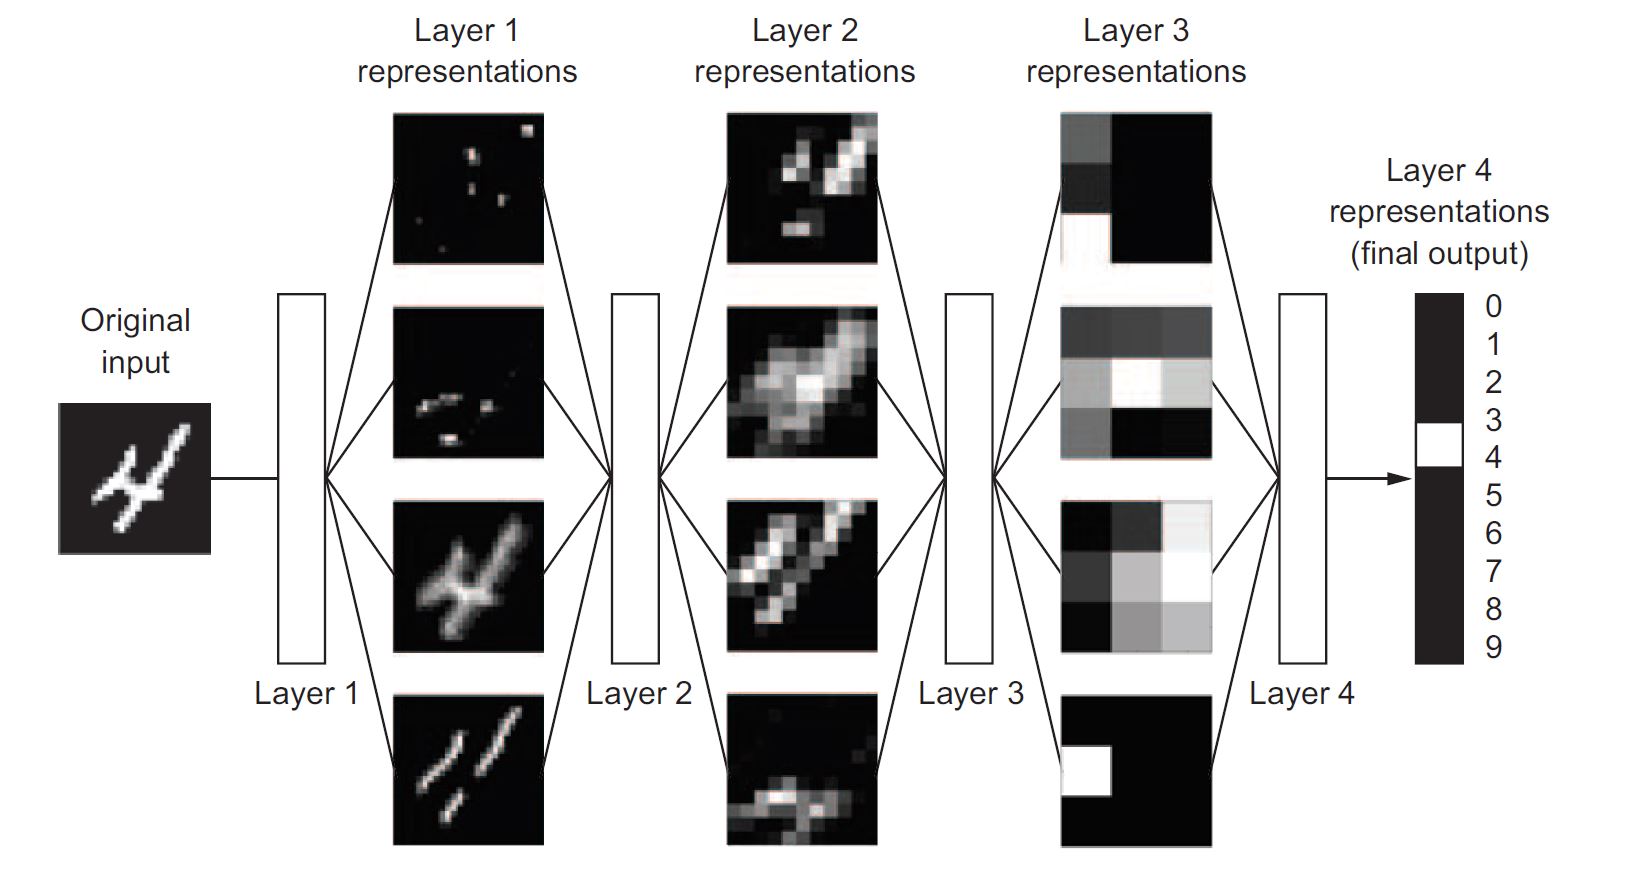 Layer 1
representations
Layer 2
representations
Layer 3
representations
Layer 4
representations
(final output)
Original
input
0
1
2
3
4
5
6
7
8
9
Layer 1
Layer 2
Layer 3
Layer 4